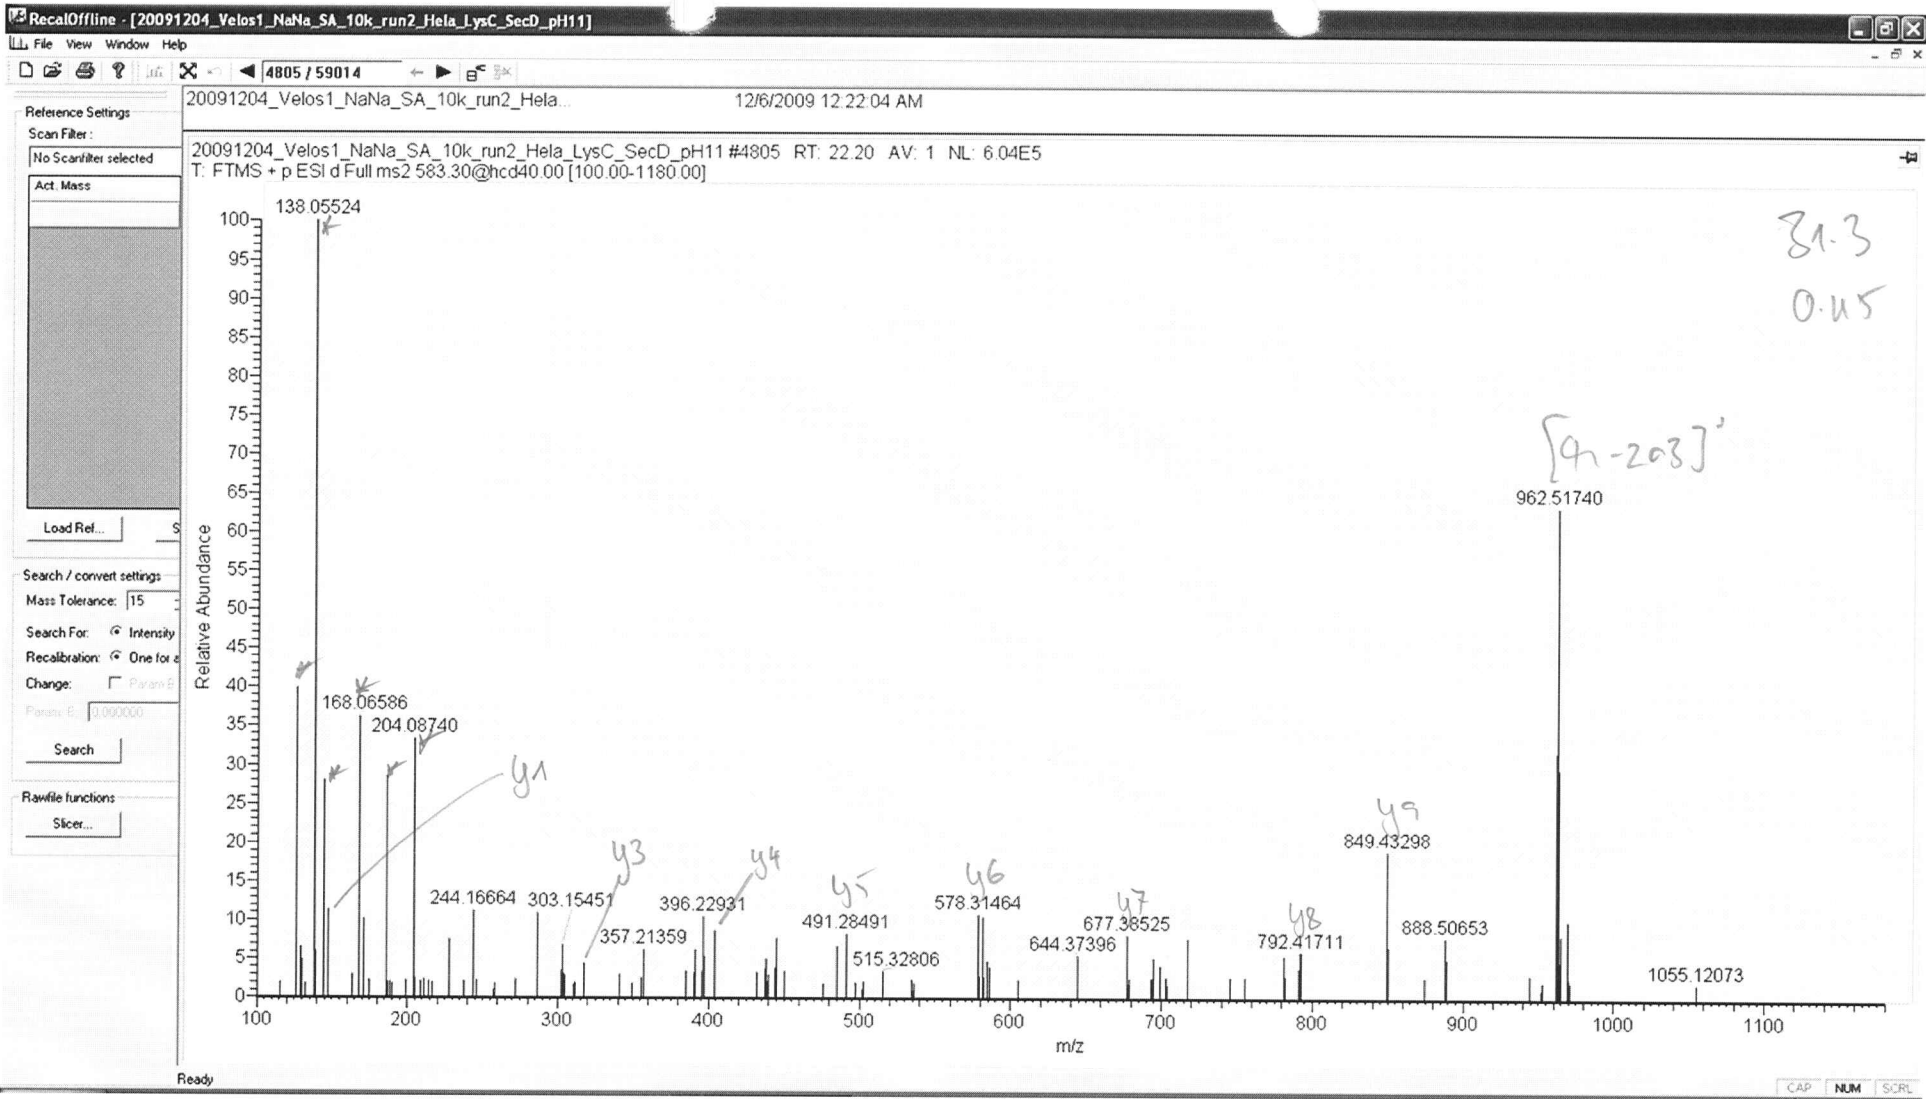 RecalOffline - [20091204_Velos1_NaNa_SA_10k_run2_Hela_LysC_SecD_pH11]
File View Window Help
4805 / 59014
Reference Settings
Scan Filter :
No Scanfilter selected
Act. Mass
Load Ref...
S
Search / convert settings
Mass Tolerance: 15
Search For: Intensity
Recalibration: One for a
Change: Param B
Param B: 0.000000
Search
Rawfile functions
Slicer...
20091204_Velos1_NaNa_SA_10k_run2_Hela... 12/6/2009 12:22:04 AM
20091204_Velos1_NaNa_SA_10k_run2_Hela_LysC_SecD_pH11 #4805 RT: 22.20 AV: 1 NL: 6.04E5
T: FTMS + p ESI d Full ms2 583.30@hcd40.00 [100.00-1180.00]
31.3
Relative Abundance
100
95
90
85
80
75
70
65
60
55
50
45
40
35
30
25
20
15
10
5
0
138.05524
168.06586
204.08740
y1
244.16664
303.15451
y3
357.21359
396.22931
y4
y5
491.28491
515.32806
y6
578.31464
644.37396
y7
677.38525
y8
792.41711
y9
849.43298
888.50653
962.51740
1055.12073
100 200 300 400 500 600 700 800 900 1000 1100
m/z
Ready
CAP NUM SCRL